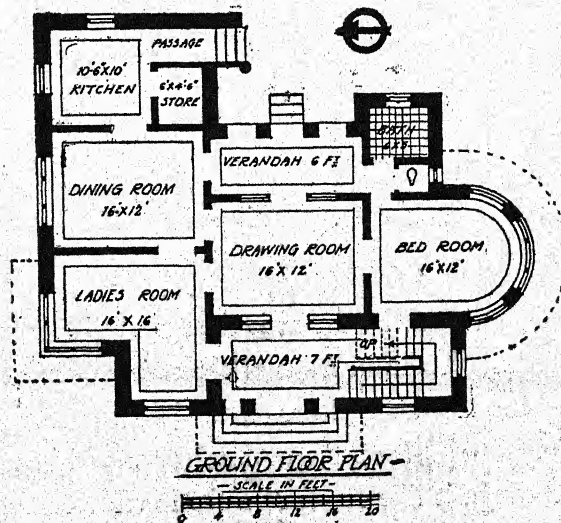 PASSAGE
10'-6"X10'
KITCHEN
6'X4'-6"
STORE
BATH
VERANDAH 6 FT
DINING ROOM
16'-X12'
DRAWING ROOM
16'X 12'
BED ROOM
16'X12'
LADIES ROOM
16' X 16
UP
VERANDAH 7 FT
GROUND FLOOR PLAN-
- SCALE IN FEET-
0 4 8 12 16 20